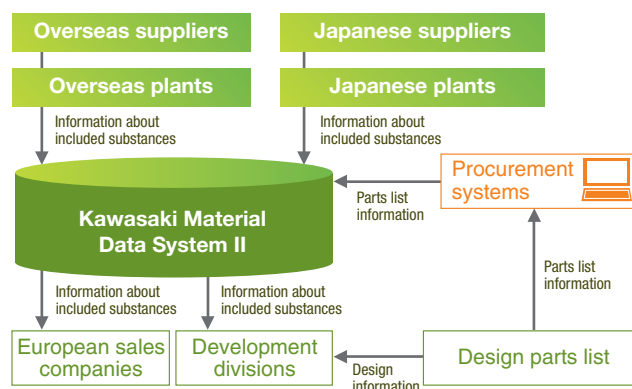 Overseas suppliers
Japanese suppliers
Overseas plants
Japanese plants
Information about
included substances
Information about
included substances
Kawasaki Material
Data System II
Parts list
information
Procurement
systems
Parts list
information
Information about
included substances
Information about
included substances
European sales
companies
Development
divisions
Design
information
Design parts list